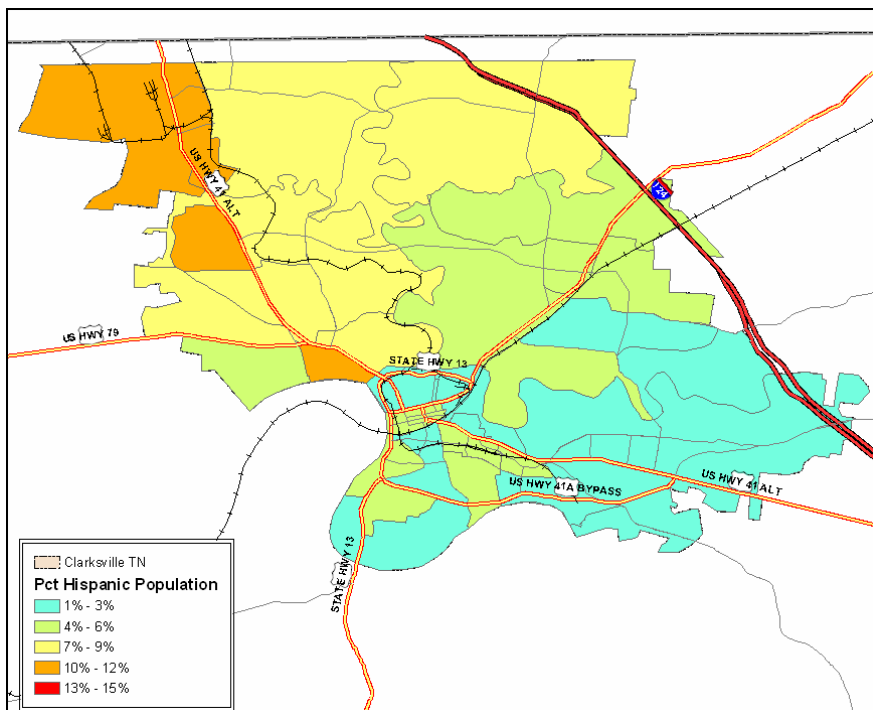 I 24
US HWY 41 ALT
US HWY 79
STATE HWY 13
US HWY 41 ALT
US HWY 41A BYPASS
STATE HWY 13
Clarksville TN
Pct Hispanic Population
1% - 3%
4% - 6%
7% - 9%
10% - 12%
13% - 15%